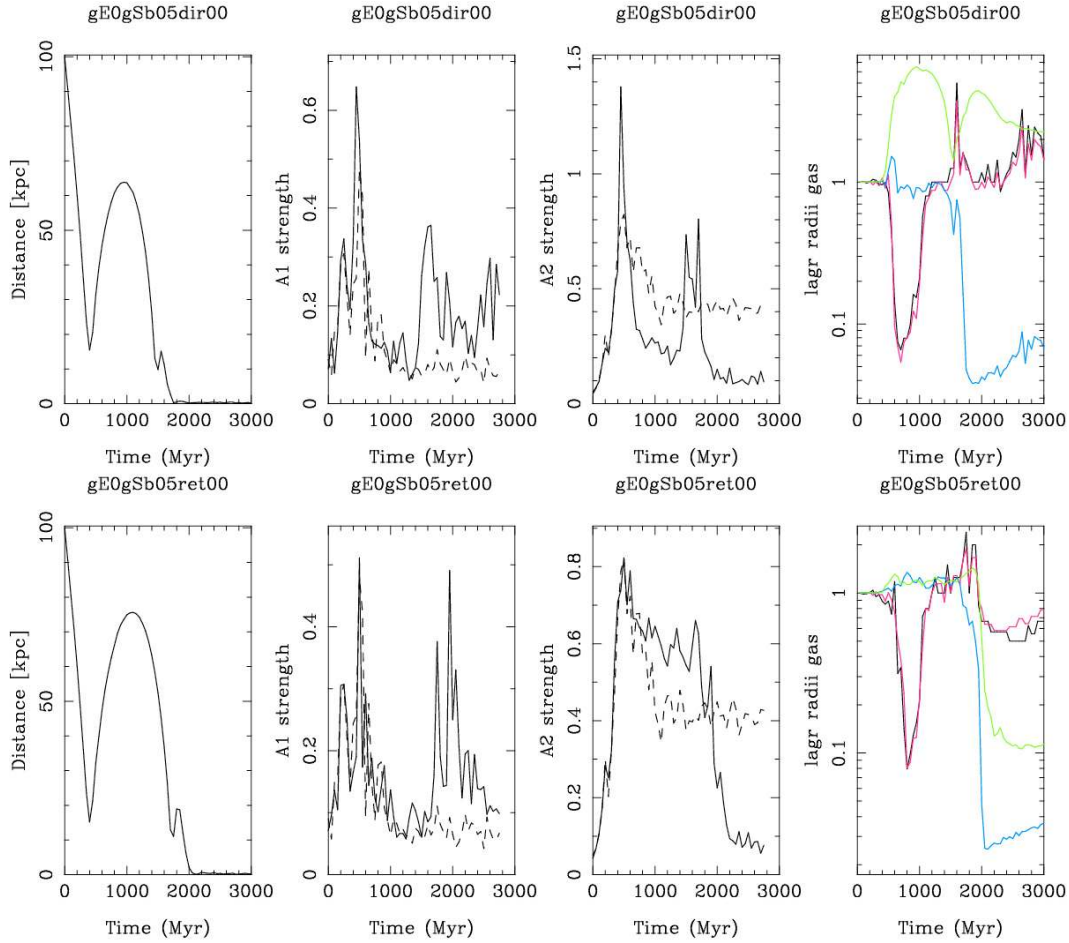 gE0gSb05dir00
gE0gSb05dir00
gE0gSb05dir00
gE0gSb05dir00
Distance [kpc]
0
50
100
0 1000 2000 3000
Time (Myr)
A1 strength
0
0.2
0.4
0.6
0 1000 2000 3000
Time (Myr)
A2 strength
0
0.5
1
1.5
0 1000 2000 3000
Time (Myr)
lagr radii gas
0.1
1
0 1000 2000 3000
Time (Myr)
gE0gSb05ret00
gE0gSb05ret00
gE0gSb05ret00
gE0gSb05ret00
Distance [kpc]
0
50
100
0 1000 2000 3000
Time (Myr)
A1 strength
0
0.2
0.4
0 1000 2000 3000
Time (Myr)
A2 strength
0
0.2
0.4
0.6
0.8
0 1000 2000 3000
Time (Myr)
lagr radii gas
0.1
1
0 1000 2000 3000
Time (Myr)